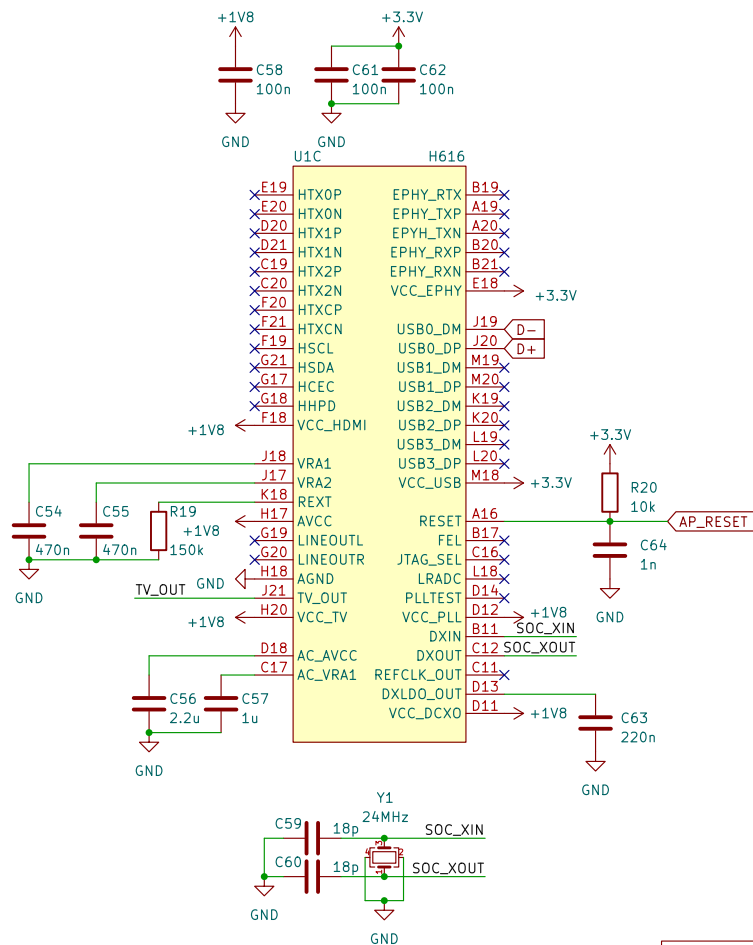 +1V8
+3.3V
C58
100n
C61
100n
C62
100n
GND
GND
U1C
H616
E19 HTX0P
E20 HTX0N
D20 HTX1P
D21 HTX1N
C19 HTX2P
C20 HTX2N
F20 HTXCP
F21 HTXCN
F19 HSCL
G21 HSDA
G17 HCEC
G18 HHPD
+1V8 F18 VCC_HDMI
J18 VRA1
J17 VRA2
K18 REXT
+1V8 H17 AVCC
G19 LINEOUTL
G20 LINEOUTR
GND H18 AGND
TV_OUT J21 TV_OUT
+1V8 H20 VCC_TV
D18 AC_AVCC
C17 AC_VRA1
EPHY_RTX B19
EPHY_TXP A19
EPYH_TXN A20
EPHY_RXP B20
EPHY_RXN B21
VCC_EPHY E18 +3.3V
USB0_DM J19 D-
USB0_DP J20 D+
USB1_DM M19
USB1_DP M20
USB2_DM K19
USB2_DP K20
USB3_DM L19
USB3_DP L20
VCC_USB M18 +3.3V
RESET A16 AP_RESET
FEL B17
JTAG_SEL C16
LRADC L18
PLLTEST D14
VCC_PLL D12 +1V8
DXIN B11 SOC_XIN
DXOUT C12 SOC_XOUT
REFCLK_OUT C11
DXLDO_OUT D13
VCC_DCXO D11 +1V8
C54
470n
C55
470n
R19
150k
GND
+3.3V
R20
10k
C64
1n
GND
C56
2.2u
C57
1u
GND
C63
220n
GND
Y1
24MHz
C59 18p SOC_XIN
C60 18p SOC_XOUT
3
4 2
1
GND
GND